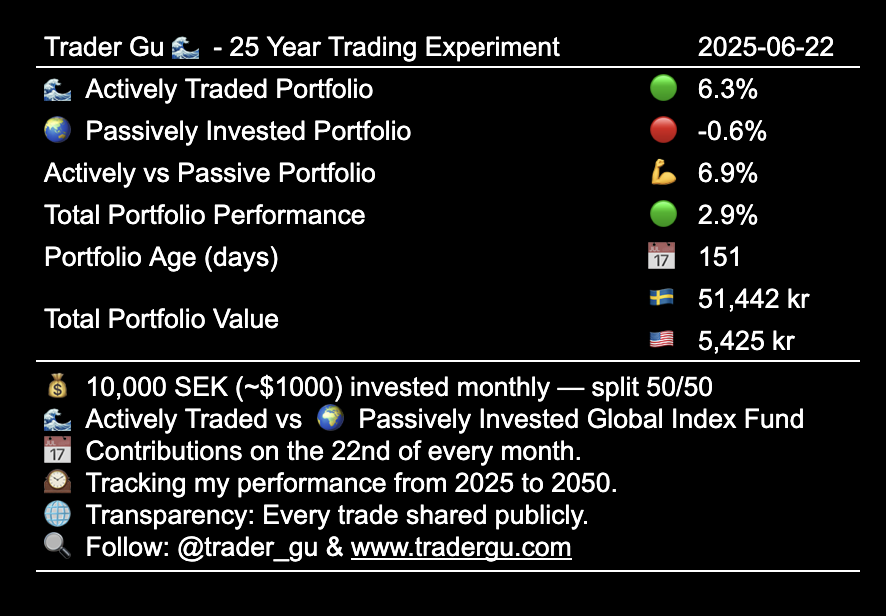 Trader Gu 🌊 - 25 Year Trading Experiment 2025-06-22
🌊 Actively Traded Portfolio 🟢 6.3%
🌏 Passively Invested Portfolio 🔴 -0.6%
Actively vs Passive Portfolio 💪 6.9%
Total Portfolio Performance 🟢 2.9%
Portfolio Age (days) 📅 151
Total Portfolio Value 🇸🇪 51,442 kr
🇺🇸 5,425 kr
💰 10,000 SEK (~$1000) invested monthly — split 50/50
🌊 Actively Traded vs 🌍 Passively Invested Global Index Fund
📅 Contributions on the 22nd of every month.
🕰️ Tracking my performance from 2025 to 2050.
🌐 Transparency: Every trade shared publicly.
🔍 Follow: @trader_gu & www.tradergu.com